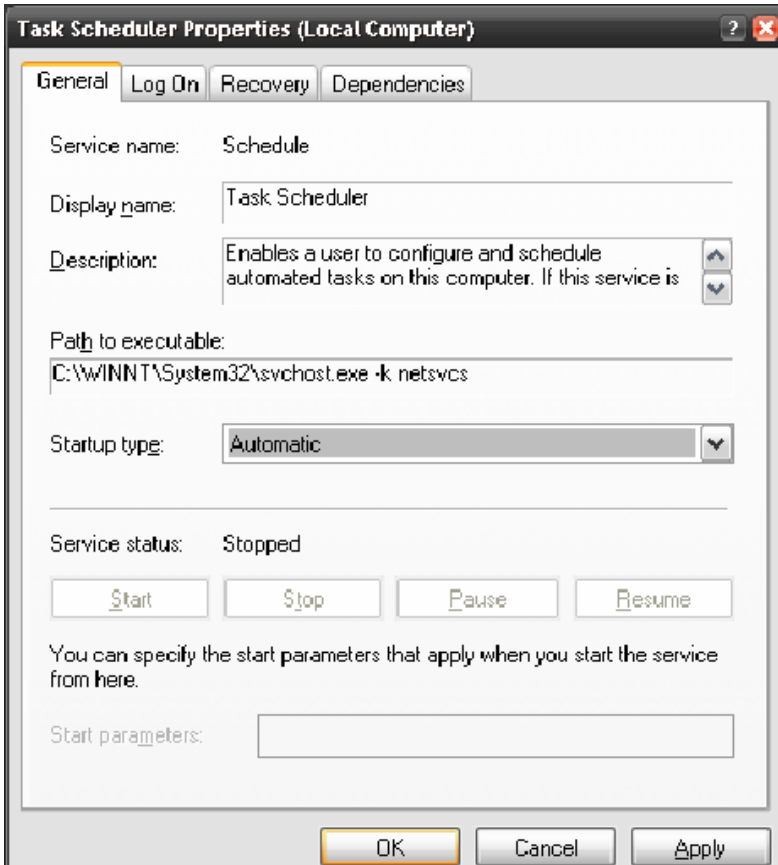 Task Scheduler Properties (Local Computer)
General Log On Recovery Dependencies
Service name: Schedule
Display name: Task Scheduler
Description: Enables a user to configure and schedule
automated tasks on this computer. If this service is
Path to executable:
C:\WINNT\System32\svchost.exe -k netsvcs
Startup type: Automatic
Service status: Stopped
Start Stop Pause Resume
You can specify the start parameters that apply when you start the service
from here.
Start parameters:
OK Cancel Apply